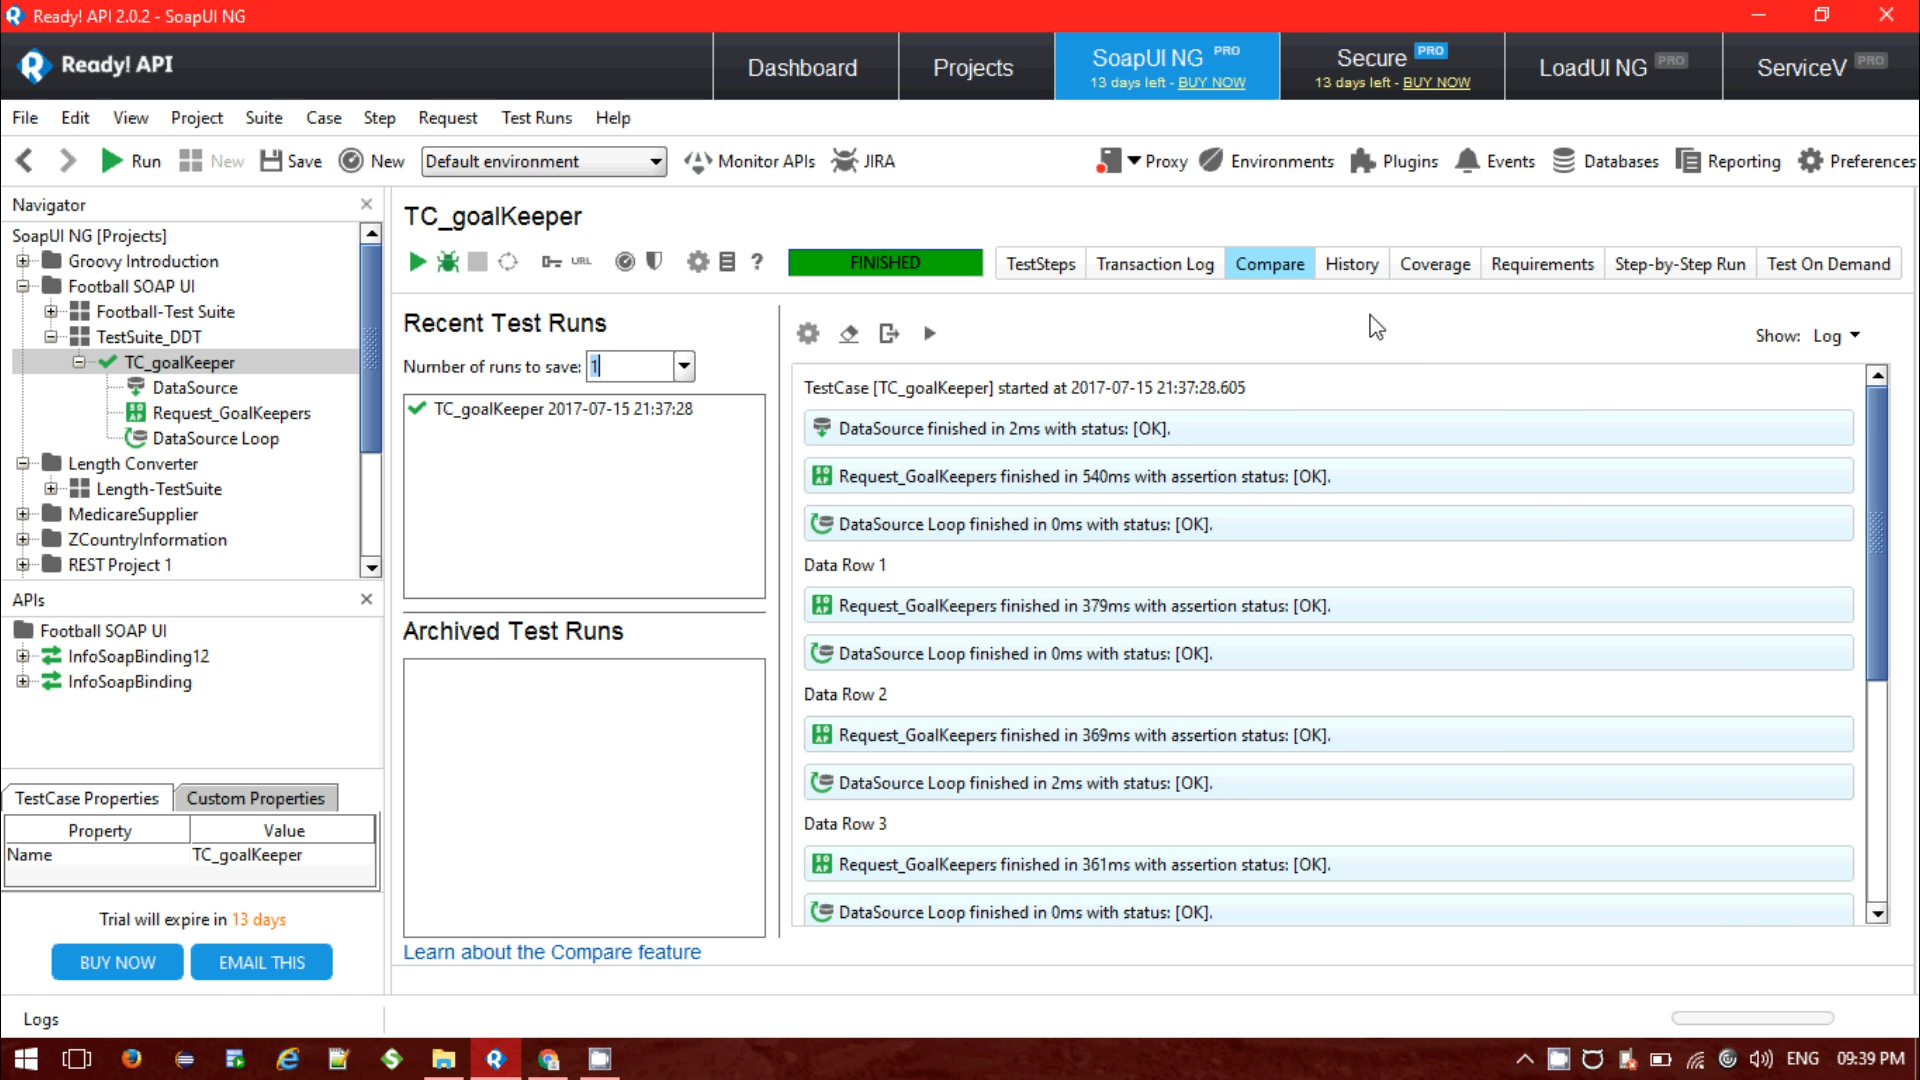 Ready! API 2.0.2 - SoapUI NG
Ready! API
Dashboard
Projects
SoapUI NG PRO
13 days left - BUY NOW
Secure PRO
13 days left - BUY NOW
LoadUI NG PRO
ServiceV PRO
File Edit View Project Suite Case Step Request Test Runs Help
Run New Save New Default environment Monitor APIs JIRA Proxy Environments Plugins Events Databases Reporting Preferences
Navigator
SoapUI NG [Projects]
Groovy Introduction
Football SOAP UI
Football-Test Suite
TestSuite_DDT
TC_goalKeeper
DataSource
Request_GoalKeepers
DataSource Loop
Length Converter
Length-TestSuite
MedicareSupplier
ZCountryInformation
REST Project 1
APIs
Football SOAP UI
InfoSoapBinding12
InfoSoapBinding
TestCase Properties Custom Properties
Property Value
Name TC_goalKeeper
Trial will expire in 13 days
BUY NOW EMAIL THIS
Logs
TC_goalKeeper
URL
?
FINISHED
TestSteps Transaction Log Compare History Coverage Requirements Step-by-Step Run Test On Demand
Recent Test Runs
Number of runs to save: 1
TC_goalKeeper 2017-07-15 21:37:28
Archived Test Runs
Learn about the Compare feature
Show: Log
TestCase [TC_goalKeeper] started at 2017-07-15 21:37:28.605
DataSource finished in 2ms with status: [OK].
Request_GoalKeepers finished in 540ms with assertion status: [OK].
DataSource Loop finished in 0ms with status: [OK].
Data Row 1
Request_GoalKeepers finished in 379ms with assertion status: [OK].
DataSource Loop finished in 0ms with status: [OK].
Data Row 2
Request_GoalKeepers finished in 369ms with assertion status: [OK].
DataSource Loop finished in 2ms with status: [OK].
Data Row 3
Request_GoalKeepers finished in 361ms with assertion status: [OK].
DataSource Loop finished in 0ms with status: [OK].
ENG 09:39 PM